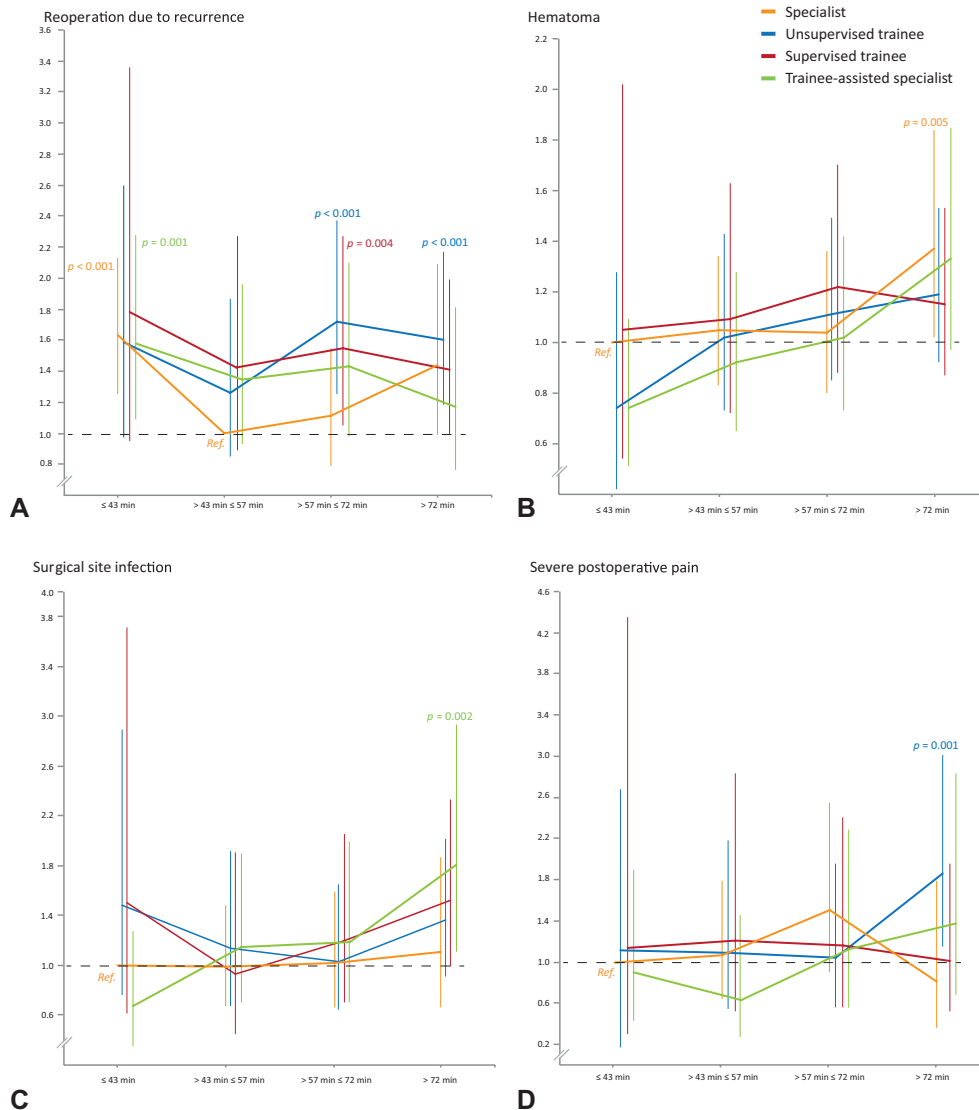 Reoperation due to recurrence
3.6
3.4
3.2
3.0
2.8
2.6
2.4
2.2
2.0
1.8
1.6
1.4
1.2
1.0
0.8
p < 0.001
p = 0.001
p < 0.001
p = 0.004
p < 0.001
Ref.
≤ 43 min
> 43 min ≤ 57 min
> 57 min ≤ 72 min
> 72 min
A
Hematoma
Specialist
Unsupervised trainee
Supervised trainee
Trainee-assisted specialist
2.2
2.0
1.8
1.6
1.4
1.2
1.0
0.8
0.6
p = 0.005
Ref.
≤ 43 min
> 43 min ≤ 57 min
> 57 min ≤ 72 min
> 72 min
B
Surgical site infection
4.0
3.8
3.4
3.0
2.6
2.2
1.8
1.4
1.0
0.6
p = 0.002
Ref.
≤ 43 min
> 43 min ≤ 57 min
> 57 min ≤ 72 min
> 72 min
C
Severe postoperative pain
4.6
4.2
3.8
3.4
3.0
2.6
2.2
1.8
1.4
1.0
0.6
0.2
p = 0.001
Ref.
≤ 43 min
> 43 min ≤ 57 min
> 57 min ≤ 72 min
> 72 min
D